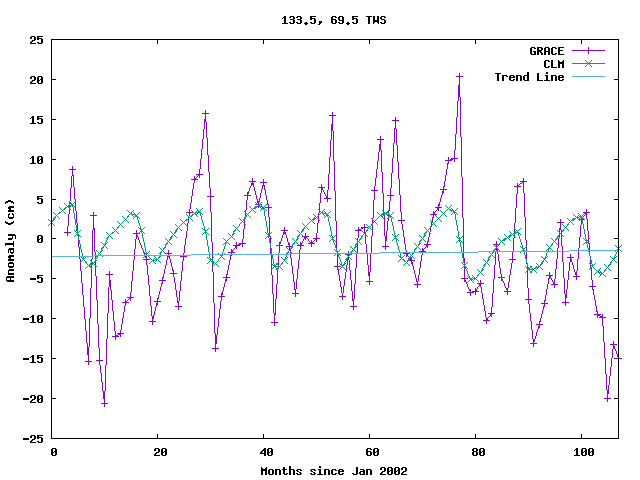 133.5, 69.5 TWS
GRACE
CLM
Trend Line
Anomaly (cm)
25
20
15
10
5
0
-5
-10
-15
-20
-25
0 20 40 60 80 100
Months since Jan 2002